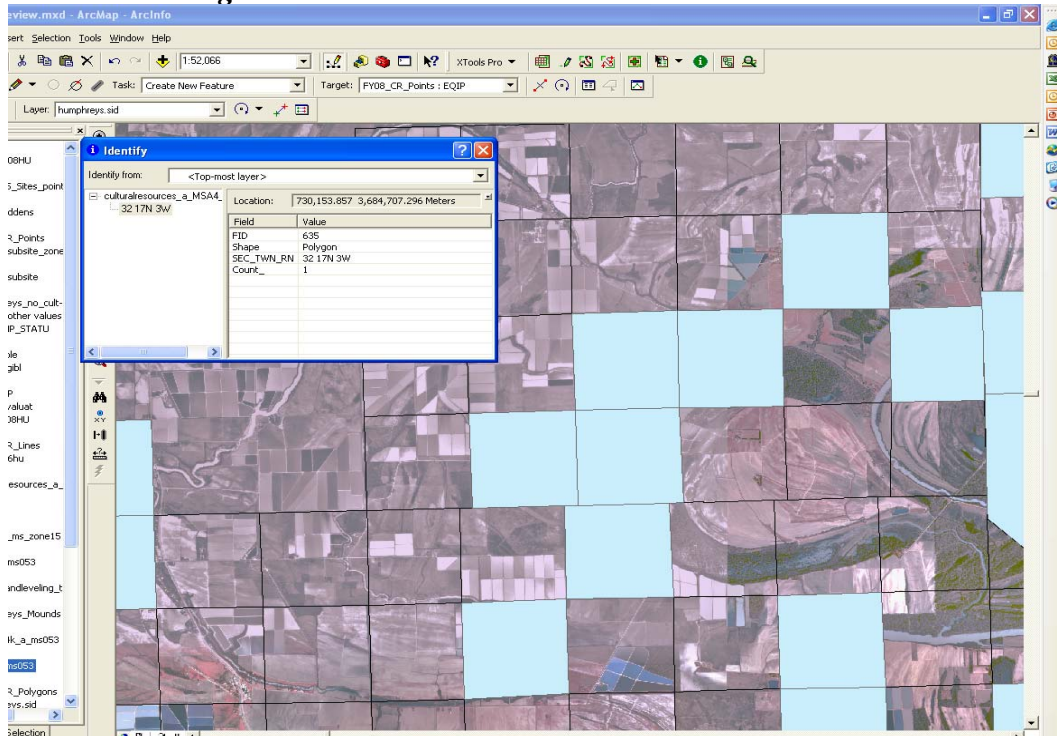 eview.mxd - ArcMap - ArcInfo
sert Selection Tools Window Help
1:52,066
XTools Pro
Task: Create New Feature
Target: FY08_CR_Points : EQIP
Layer: humphreys.sid
Identify
Identify from: <Top-most layer>
culturalresources_a_MSA4_
32 17N 3W
Location: 730,153.857 3,684,707.296 Meters
Field Value
FID 635
Shape Polygon
SEC_TWN_RN 32 17N 3W
Count_ 1
08HU
5_Sites_point
ddens
R_Points
subsite_zone
subsite
eys_no_cult-
other values
IP_STATU
ole
gibl
P
valuat
08HU
R_Lines
6hu
esources_a_
_ms_zone15
ms053
andleveling_t
eys_Mounds
4k_a_ms053
ms053
R_Polygons
eys.sid
Selection